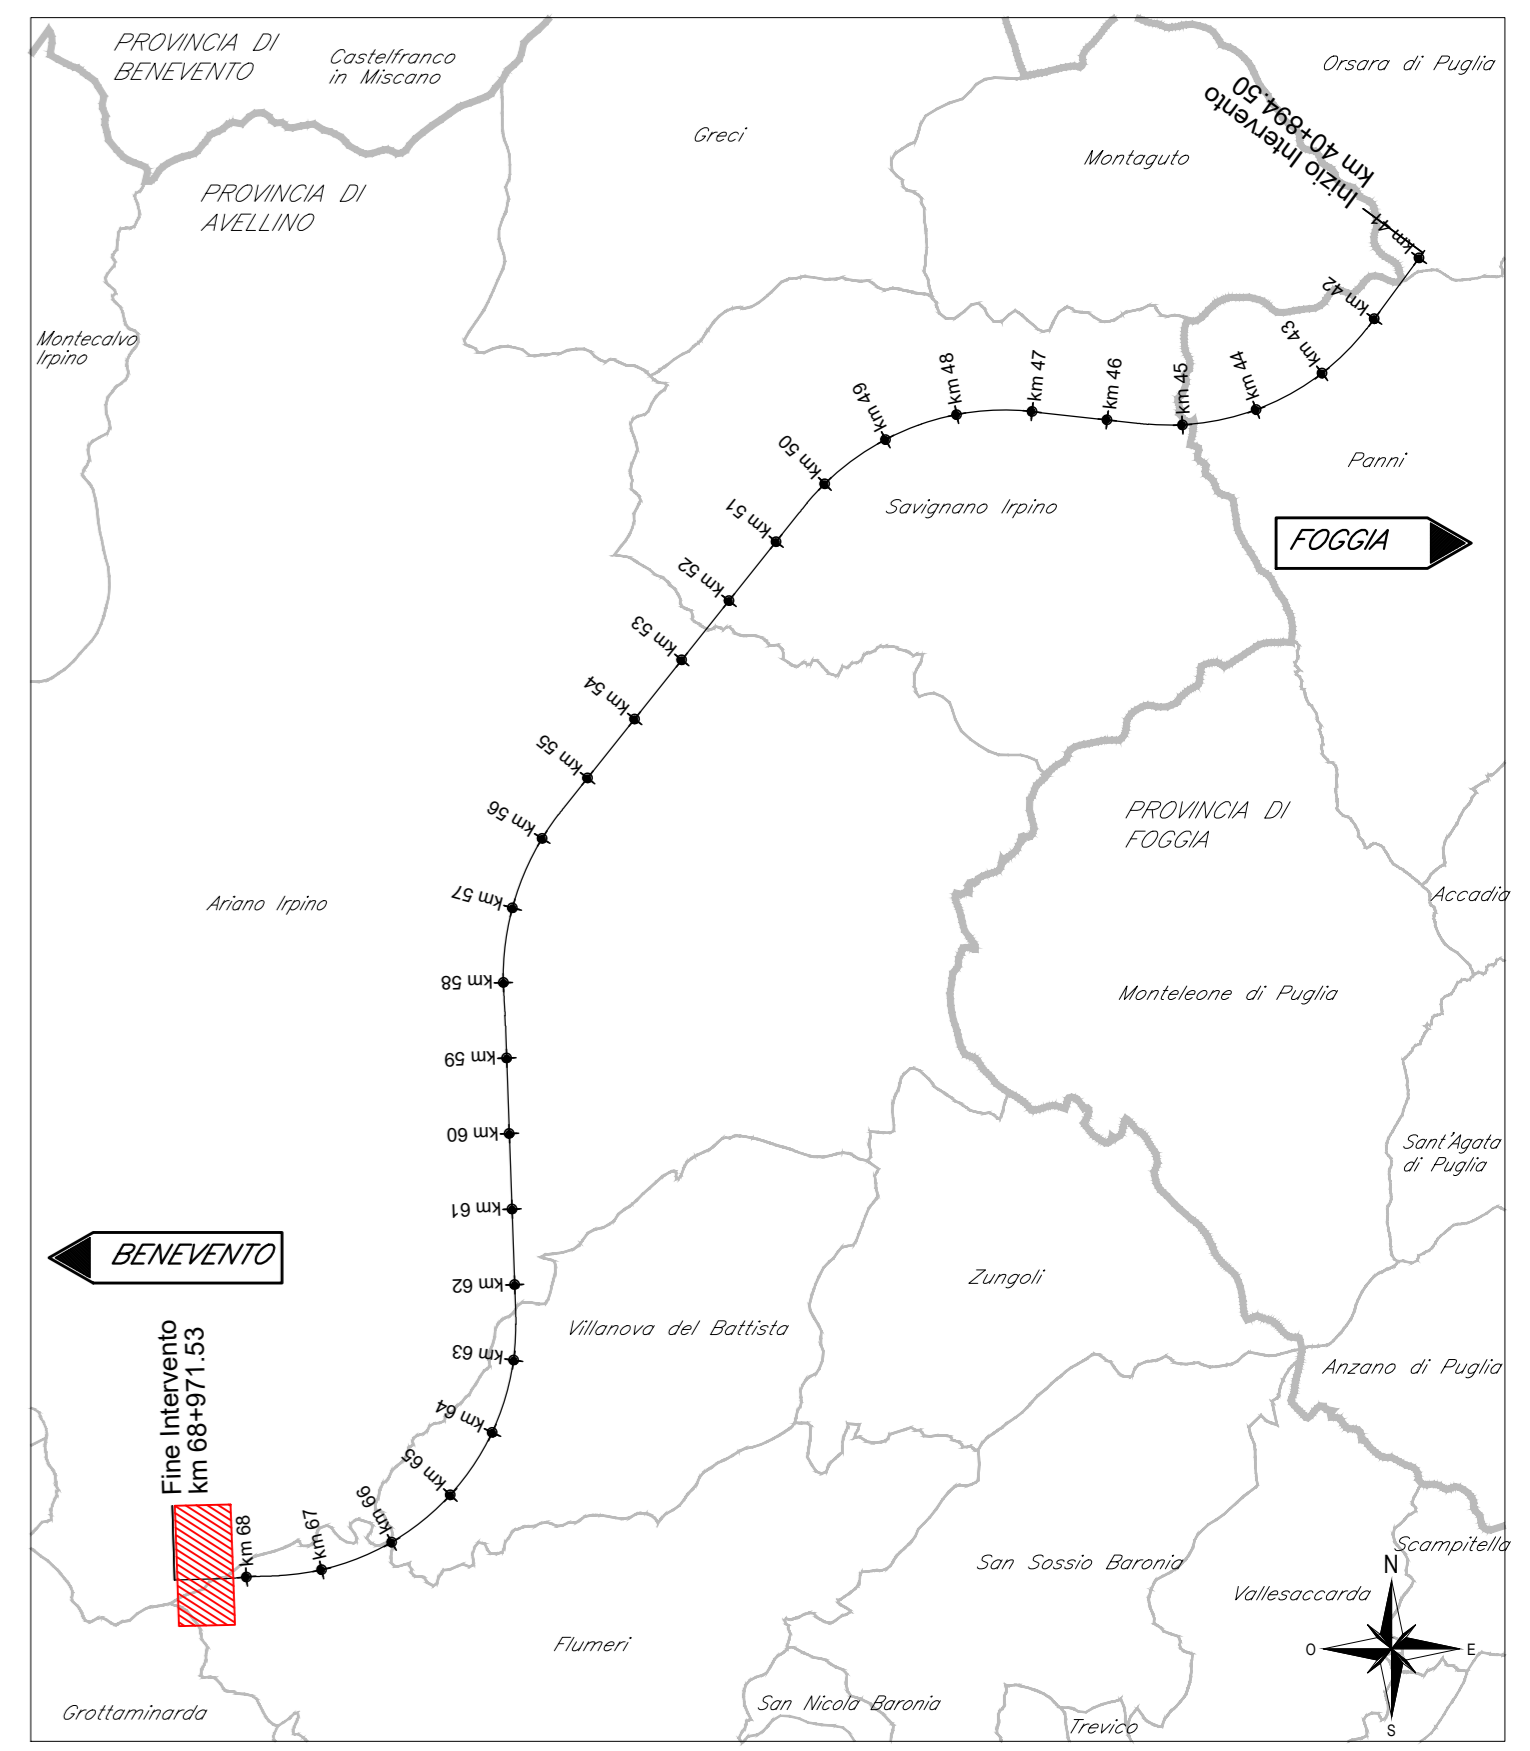 PROVINCIA DI
BENEVENTO
Castelfranco
in Miscano
Orsara di Puglia
Greci
Montaguto
Inizio Intervento
km 40+894.50
PROVINCIA DI
AVELLINO
km 41
km 42
km 43
km 44
km 45
km 46
km 47
km 48
km 49
km 50
Montecalvo
Irpino
Panni
Savignano Irpino
FOGGIA
km 51
km 52
km 53
km 54
km 55
km 56
km 57
PROVINCIA DI
FOGGIA
Accadia
Ariano Irpino
km 58
Monteleone di Puglia
km 59
km 60
Sant'Agata
di Puglia
km 61
BENEVENTO
km 62
Zungoli
Villanova del Battista
km 63
Anzano di Puglia
Fine Intervento
km 68+971.53
km 64
km 65
km 66
km 67
km 68
Scampitella
San Sossio Baronia
Vallesaccarda
N
O
E
S
Flumeri
San Nicola Baronia
Grottaminarda
Trevico